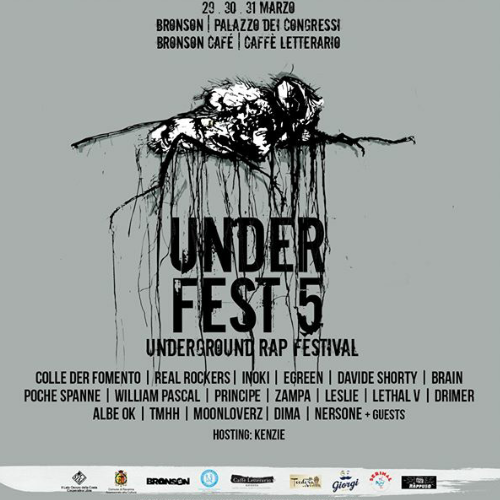 29 . 30 . 31 MARZO
BRONSON | PALAZZO DEI CONGRESSI
BRONSON CAFÉ | CAFFÈ LETTERARIO
UNDER
FEST 5
UNDERGROUND RAP FESTIVAL
COLLE DER FOMENTO | REAL ROCKERS | INOKI | EGREEN | DAVIDE SHORTY | BRAIN
POCHE SPANNE | WILLIAM PASCAL | PRINCIPE | ZAMPA | LESLIE | LETHAL V | DRIMER
ALBE OK | TMHH | MOONLOVERZ | DIMA | NERSONE + GUESTS
HOSTING: KENZIE
BRONSON
Caffè Letterario
Giorgi